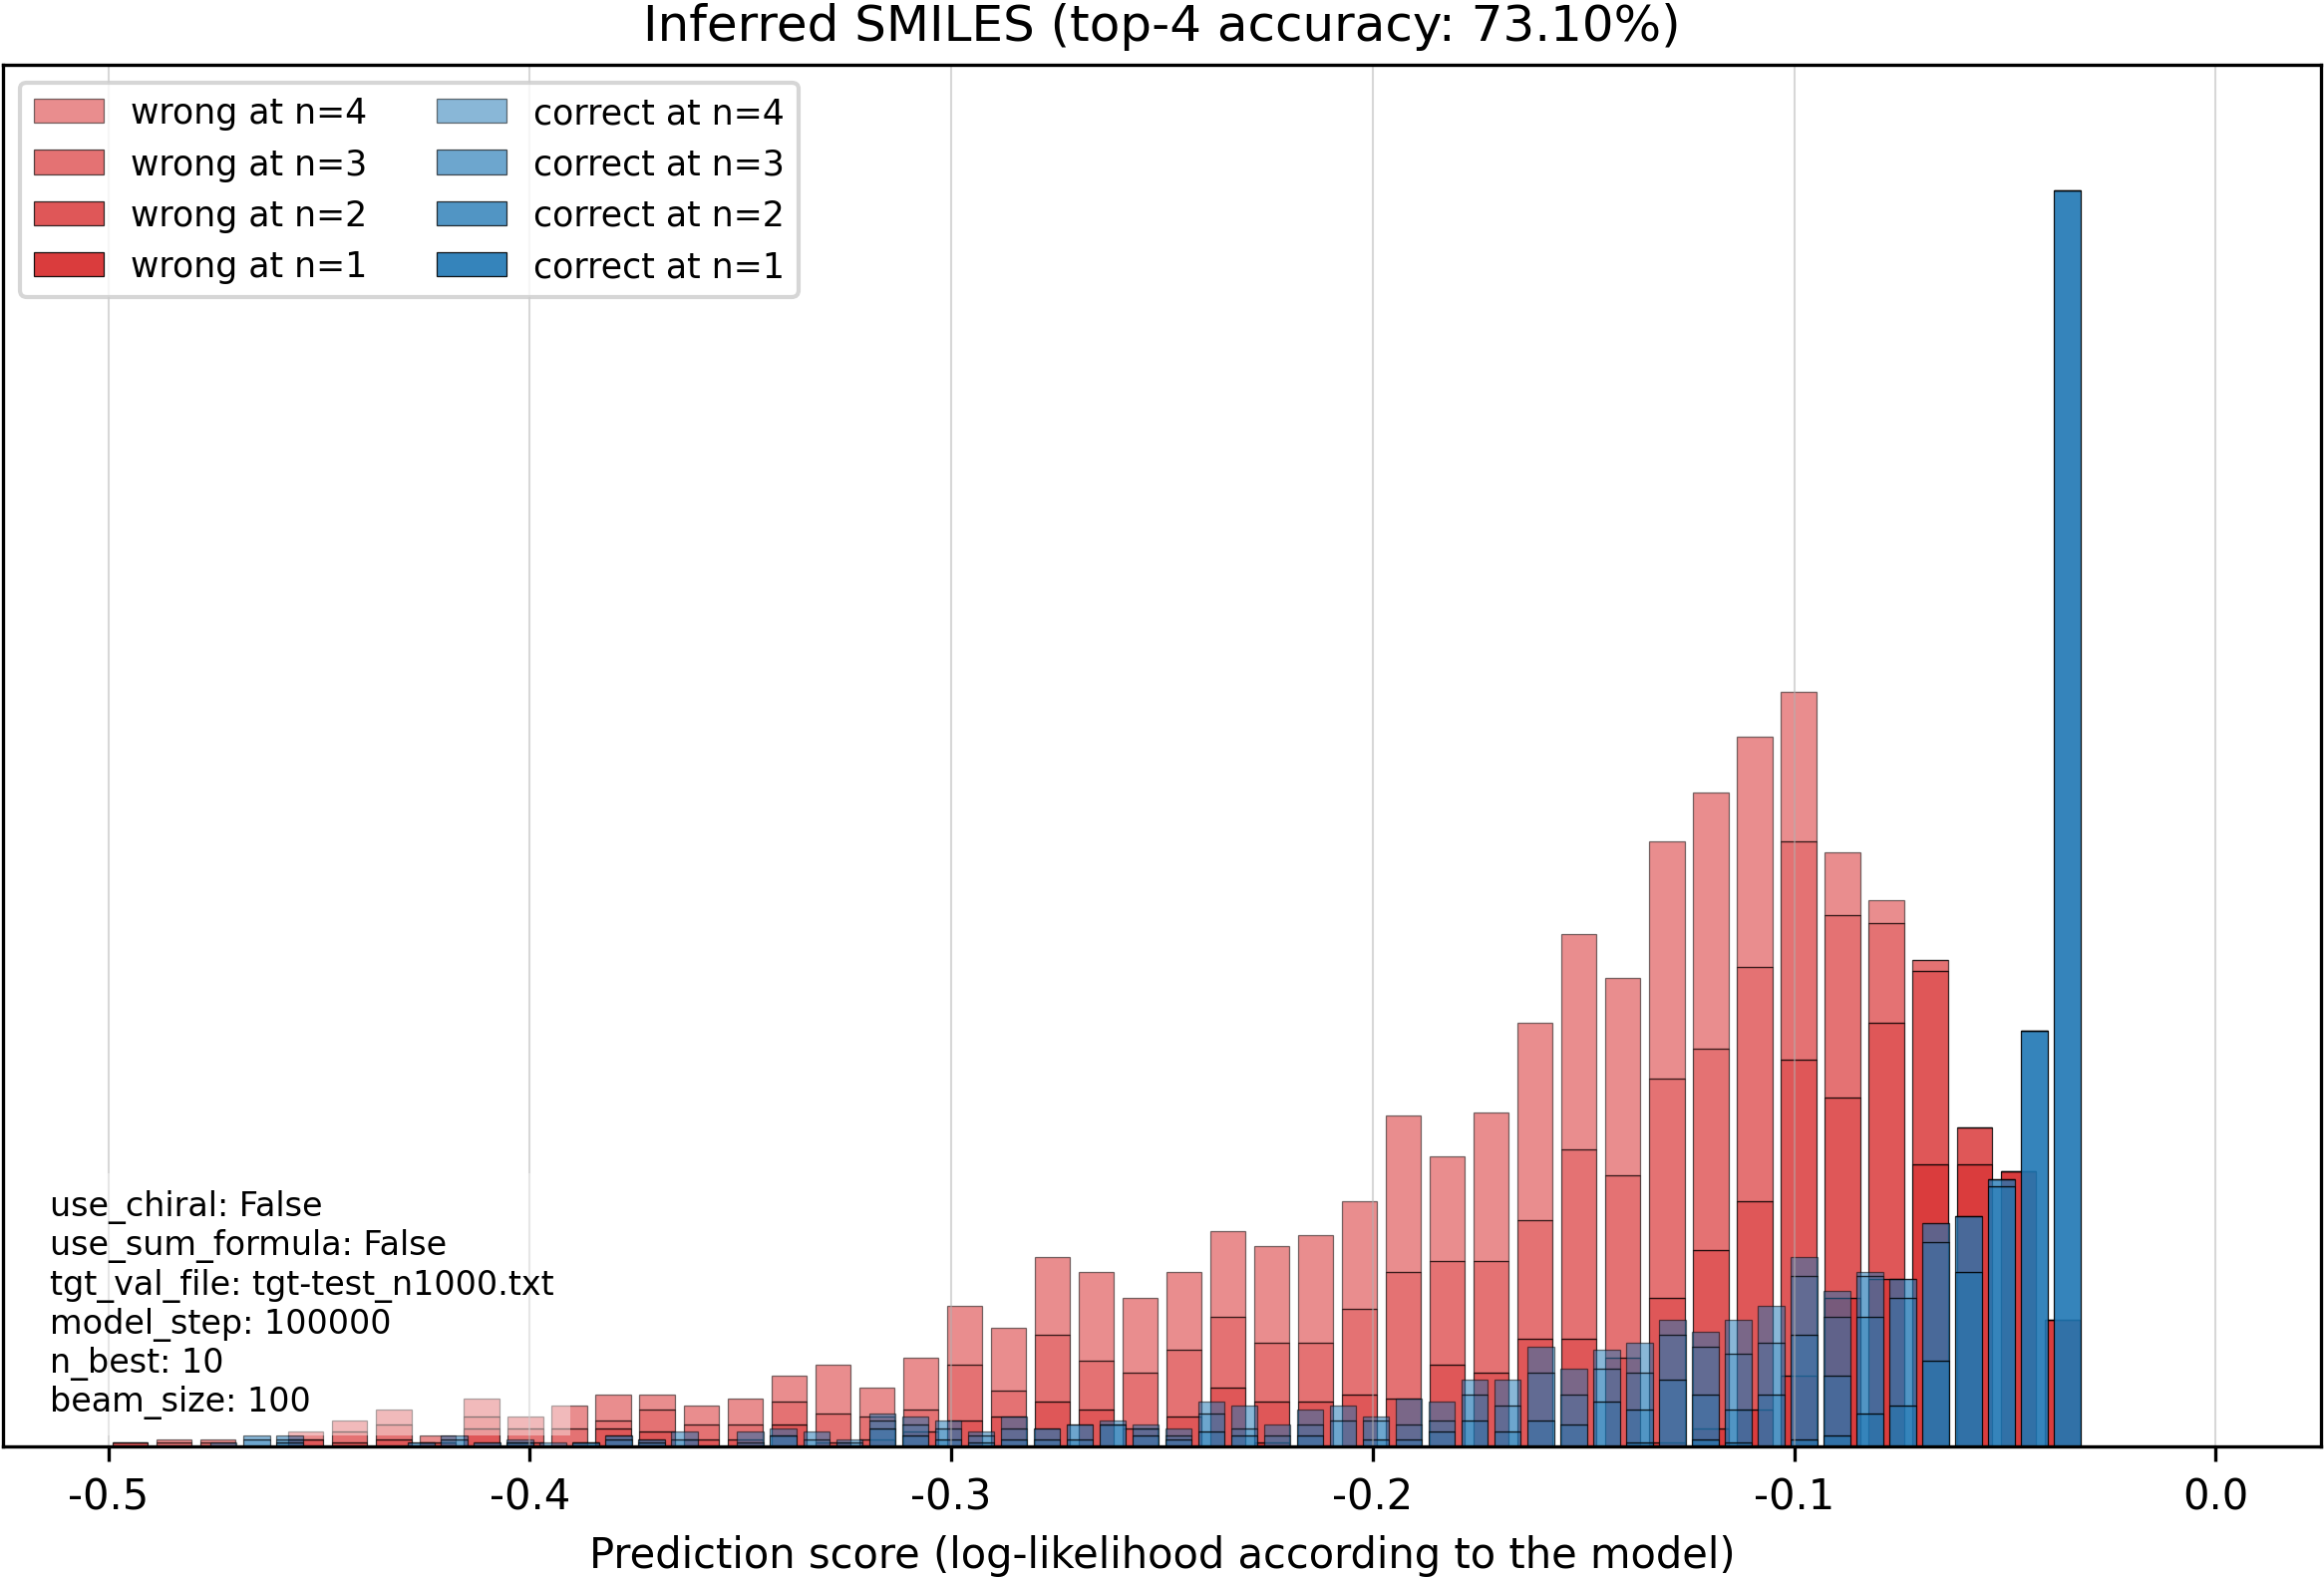 Inferred SMILES (top-4 accuracy: 73.10%)
wrong at n=4
wrong at n=3
wrong at n=2
wrong at n=1
correct at n=4
correct at n=3
correct at n=2
correct at n=1
use_chiral: False
use_sum_formula: False
tgt_val_file: tgt-test_n1000.txt
model_step: 100000
n_best: 10
beam_size: 100
-0.5 -0.4 -0.3 -0.2 -0.1 0.0
Prediction score (log-likelihood according to the model)